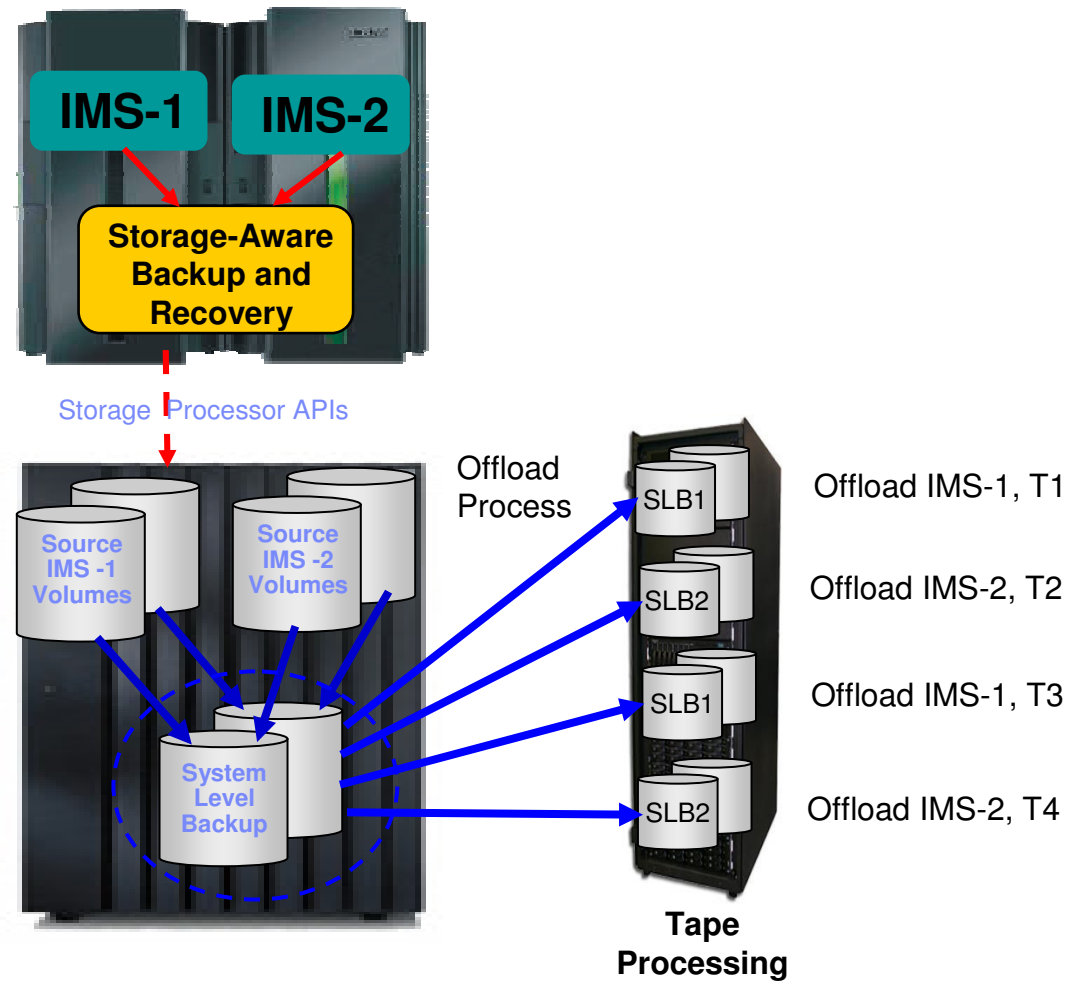 IMS-1
IMS-2
Storage-Aware
Backup and
Recovery
Storage Processor APIs
Source
IMS -1
Volumes
Source
IMS -2
Volumes
System
Level
Backup
Offload
Process
SLB1
Offload IMS-1, T1
SLB2
Offload IMS-2, T2
SLB1
Offload IMS-1, T3
SLB2
Offload IMS-2, T4
Tape
Processing